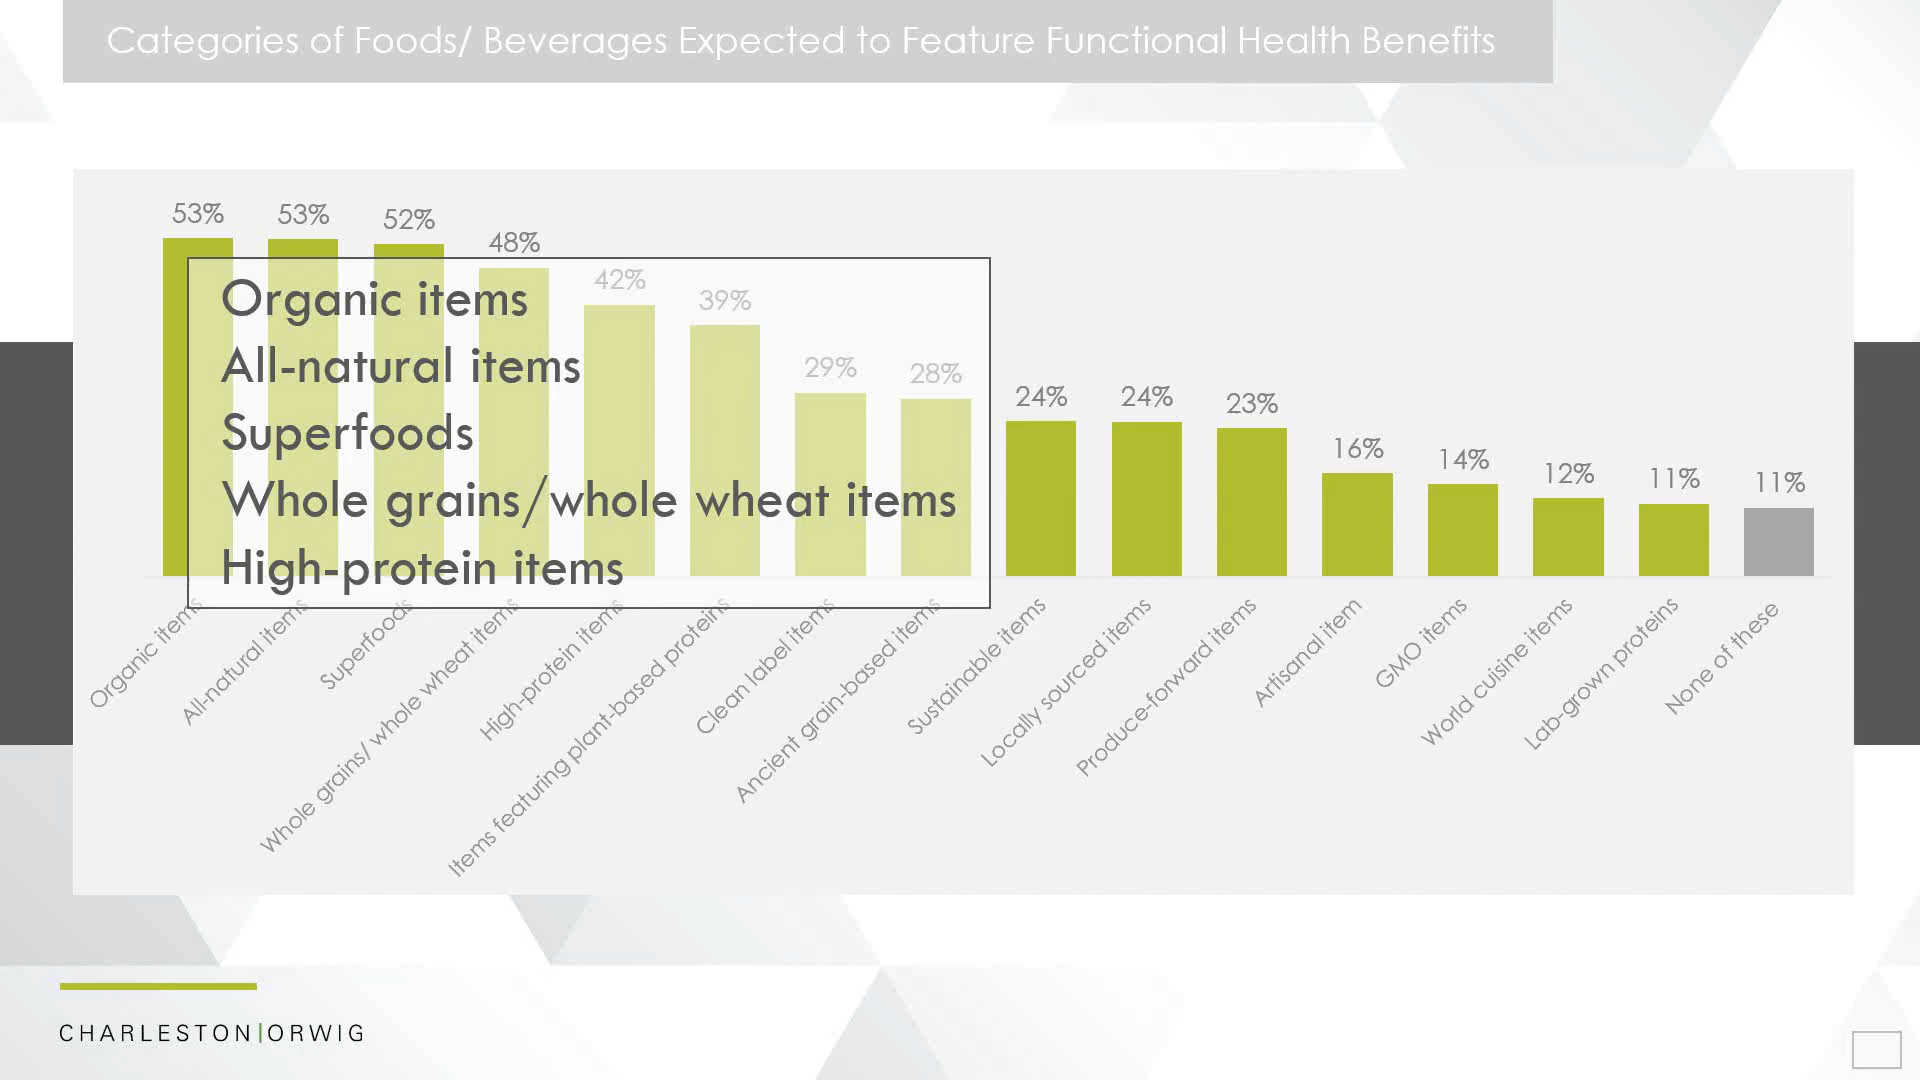 Categories of Foods/ Beverages Expected to Feature Functional Health Benefits
53%
53%
52%
48%
42%
39%
29%
28%
24%
24%
23%
16%
14%
12%
11%
11%
Organic items
All-natural items
Superfoods
Whole grains/whole wheat items
High-protein items
Organic items
All-natural items
Superfoods
Whole grains/ whole wheat items
High-protein items
Items featuring plant-based proteins
Clean label items
Ancient grain-based items
Sustainable items
Locally sourced items
Produce-forward items
Artisanal item
GMO items
World cuisine items
Lab-grown proteins
None of these
CHARLESTON|ORWIG